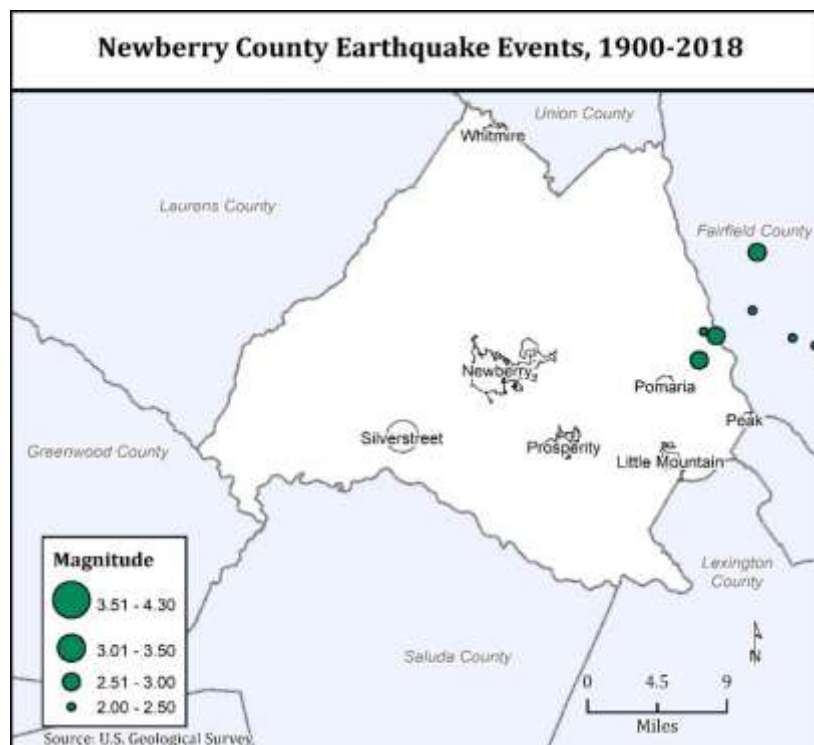 Newberry County Earthquake Events, 1900-2018
Union County
Whitmire
Laurens County
Fairfield County
Newberry
Pomaria
Peak
Silverstreet
Prosperity
Greenwood County
Little Mountain
Magnitude
3.51 - 4.30
3.01 - 3.50
2.51 - 3.00
2.00 - 2.50
Lexington
County
Saluda County
N
0 4.5 9
Miles
Source: U.S. Geological Survey.